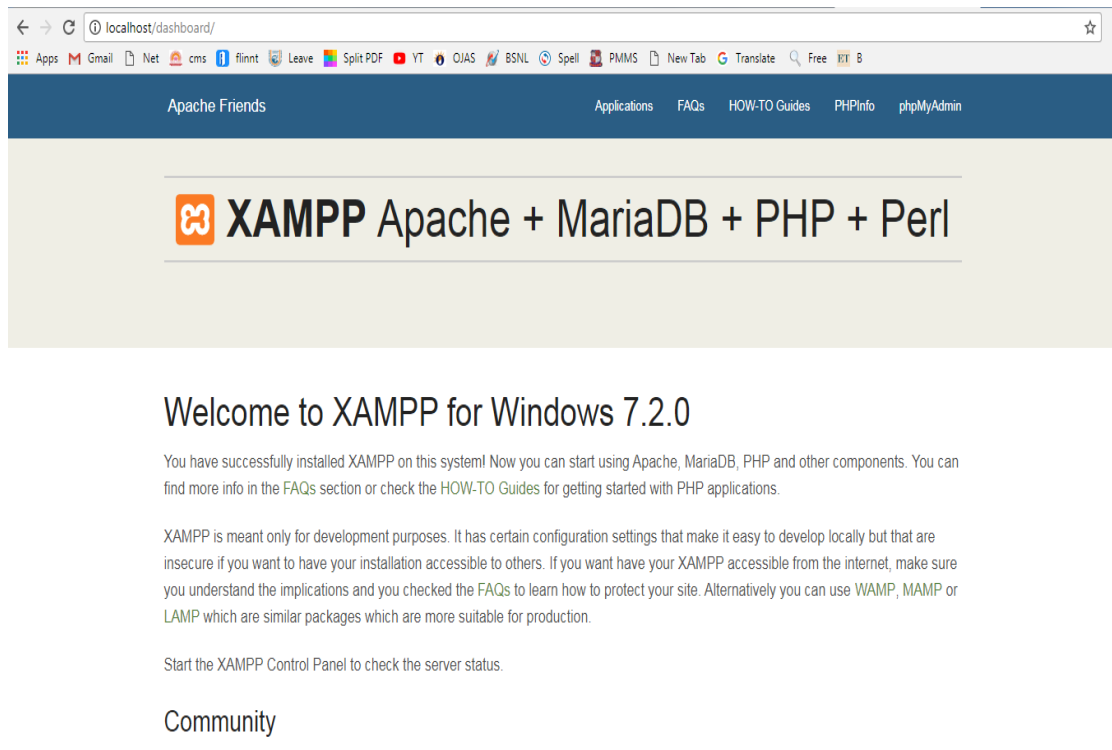 localhost/dashboard/
Apps Gmail Net cms flinnt Leave Split PDF YT OJAS BSNL Spell PMMS New Tab Translate Free ET B
Apache Friends Applications FAQs HOW-TO Guides PHPInfo phpMyAdmin
XAMPP Apache + MariaDB + PHP + Perl
Welcome to XAMPP for Windows 7.2.0
You have successfully installed XAMPP on this system! Now you can start using Apache, MariaDB, PHP and other components. You can
find more info in the FAQs section or check the HOW-TO Guides for getting started with PHP applications.
XAMPP is meant only for development purposes. It has certain configuration settings that make it easy to develop locally but that are
insecure if you want to have your installation accessible to others. If you want have your XAMPP accessible from the internet, make sure
you understand the implications and you checked the FAQs to learn how to protect your site. Alternatively you can use WAMP, MAMP or
LAMP which are similar packages which are more suitable for production.
Start the XAMPP Control Panel to check the server status.
Community